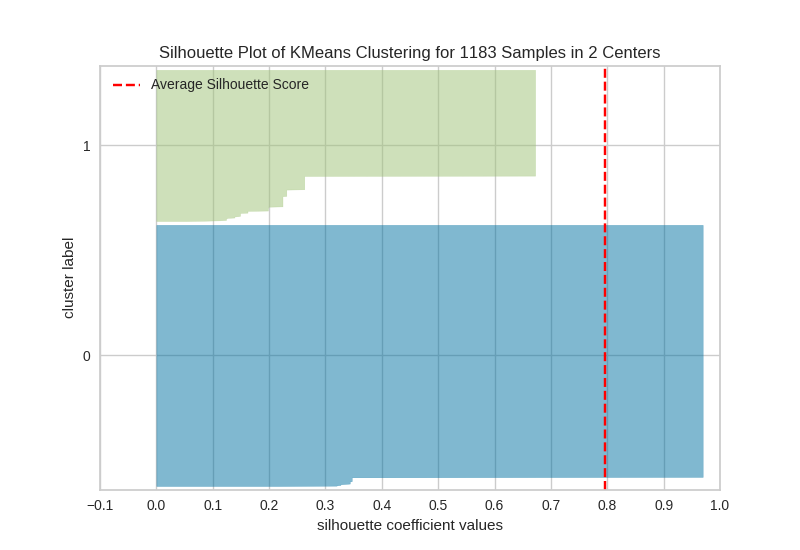 Silhouette Plot of KMeans Clustering for 1183 Samples in 2 Centers
Average Silhouette Score
1
cluster label
0
−0.1 0.0 0.1 0.2 0.3 0.4 0.5 0.6 0.7 0.8 0.9 1.0
silhouette coefficient values